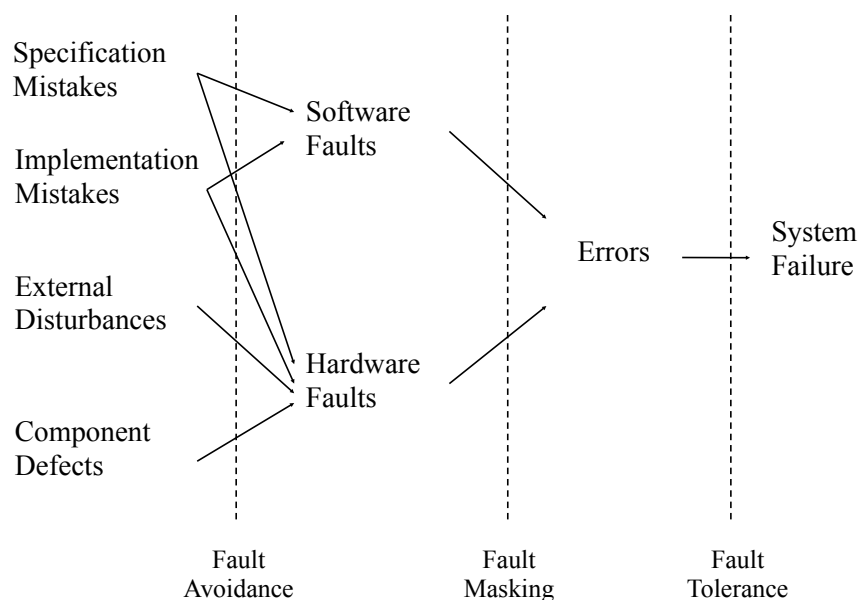 Specification
Mistakes
Implementation
Mistakes
External
Disturbances
Component
Defects
Software
Faults
Hardware
Faults
Errors
System
Failure
Fault
Avoidance
Fault
Masking
Fault
Tolerance